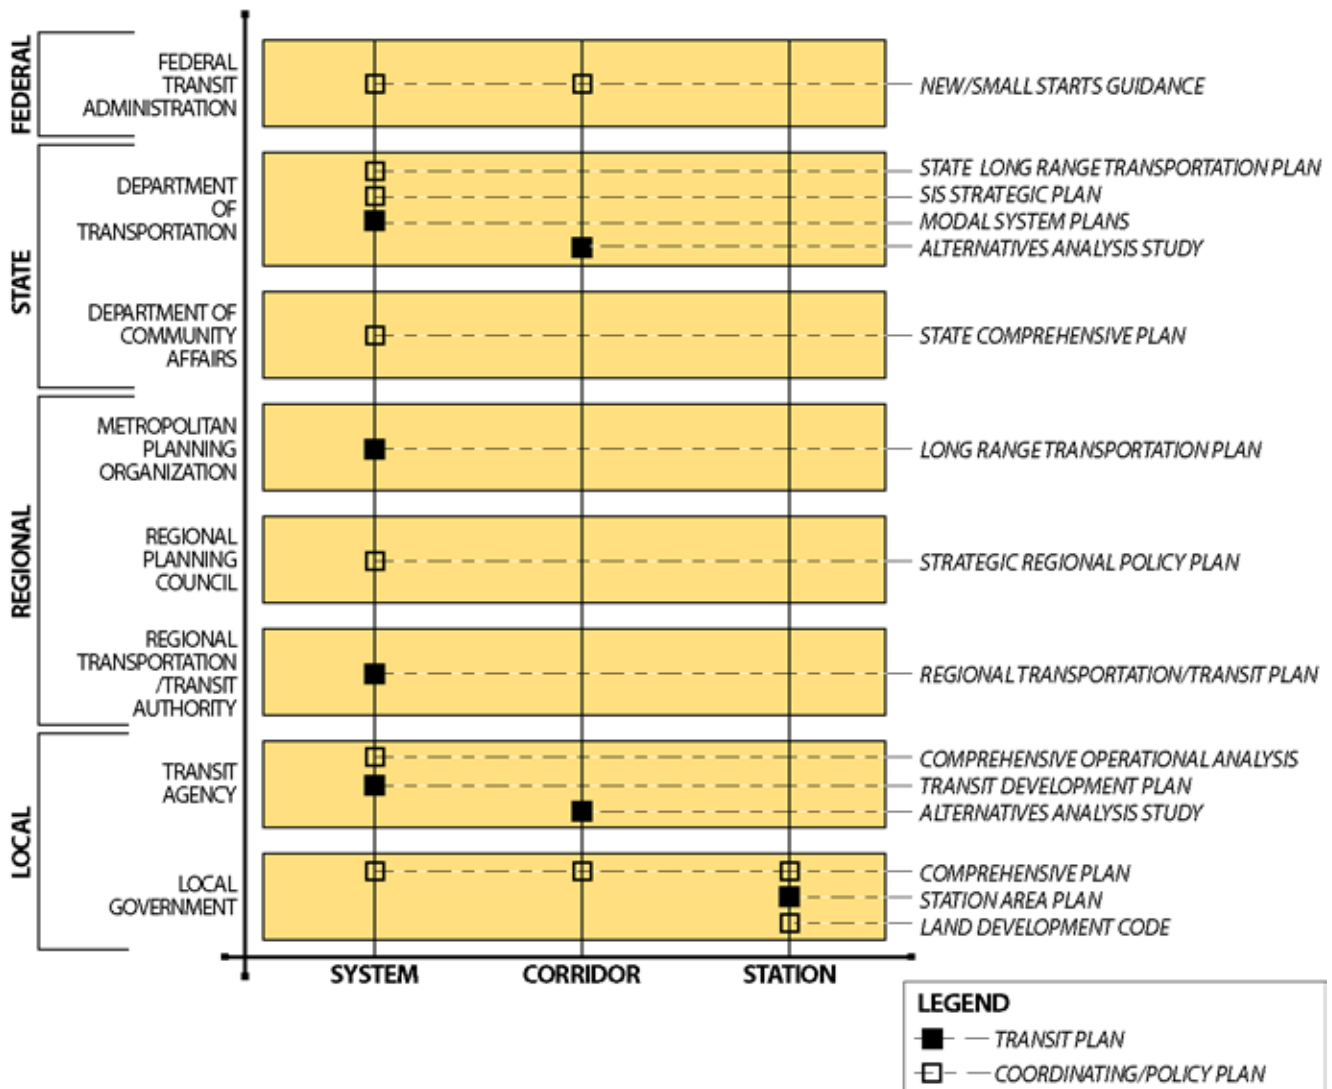 FEDERAL
FEDERAL
TRANSIT
ADMINISTRATION
NEW/SMALL STARTS GUIDANCE
STATE
DEPARTMENT
OF
TRANSPORTATION
STATE LONG RANGE TRANSPORTATION PLAN
SIS STRATEGIC PLAN
MODAL SYSTEM PLANS
ALTERNATIVES ANALYSIS STUDY
DEPARTMENT OF
COMMUNITY
AFFAIRS
STATE COMPREHENSIVE PLAN
REGIONAL
METROPOLITAN
PLANNING
ORGANIZATION
LONG RANGE TRANSPORTATION PLAN
REGIONAL
PLANNING
COUNCIL
STRATEGIC REGIONAL POLICY PLAN
REGIONAL
TRANSPORTATION
/TRANSIT
AUTHORITY
REGIONAL TRANSPORTATION/TRANSIT PLAN
LOCAL
TRANSIT
AGENCY
COMPREHENSIVE OPERATIONAL ANALYSIS
TRANSIT DEVELOPMENT PLAN
ALTERNATIVES ANALYSIS STUDY
LOCAL
GOVERNMENT
COMPREHENSIVE PLAN
STATION AREA PLAN
LAND DEVELOPMENT CODE
SYSTEM
CORRIDOR
STATION
LEGEND
TRANSIT PLAN
COORDINATING/POLICY PLAN